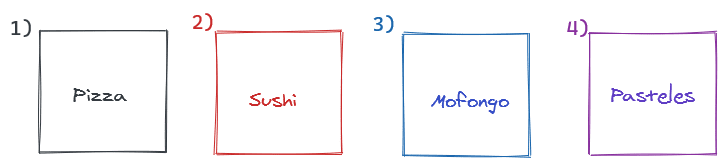 1) Pizza
2) Sushi
3) Mofongo
4) Pasteles